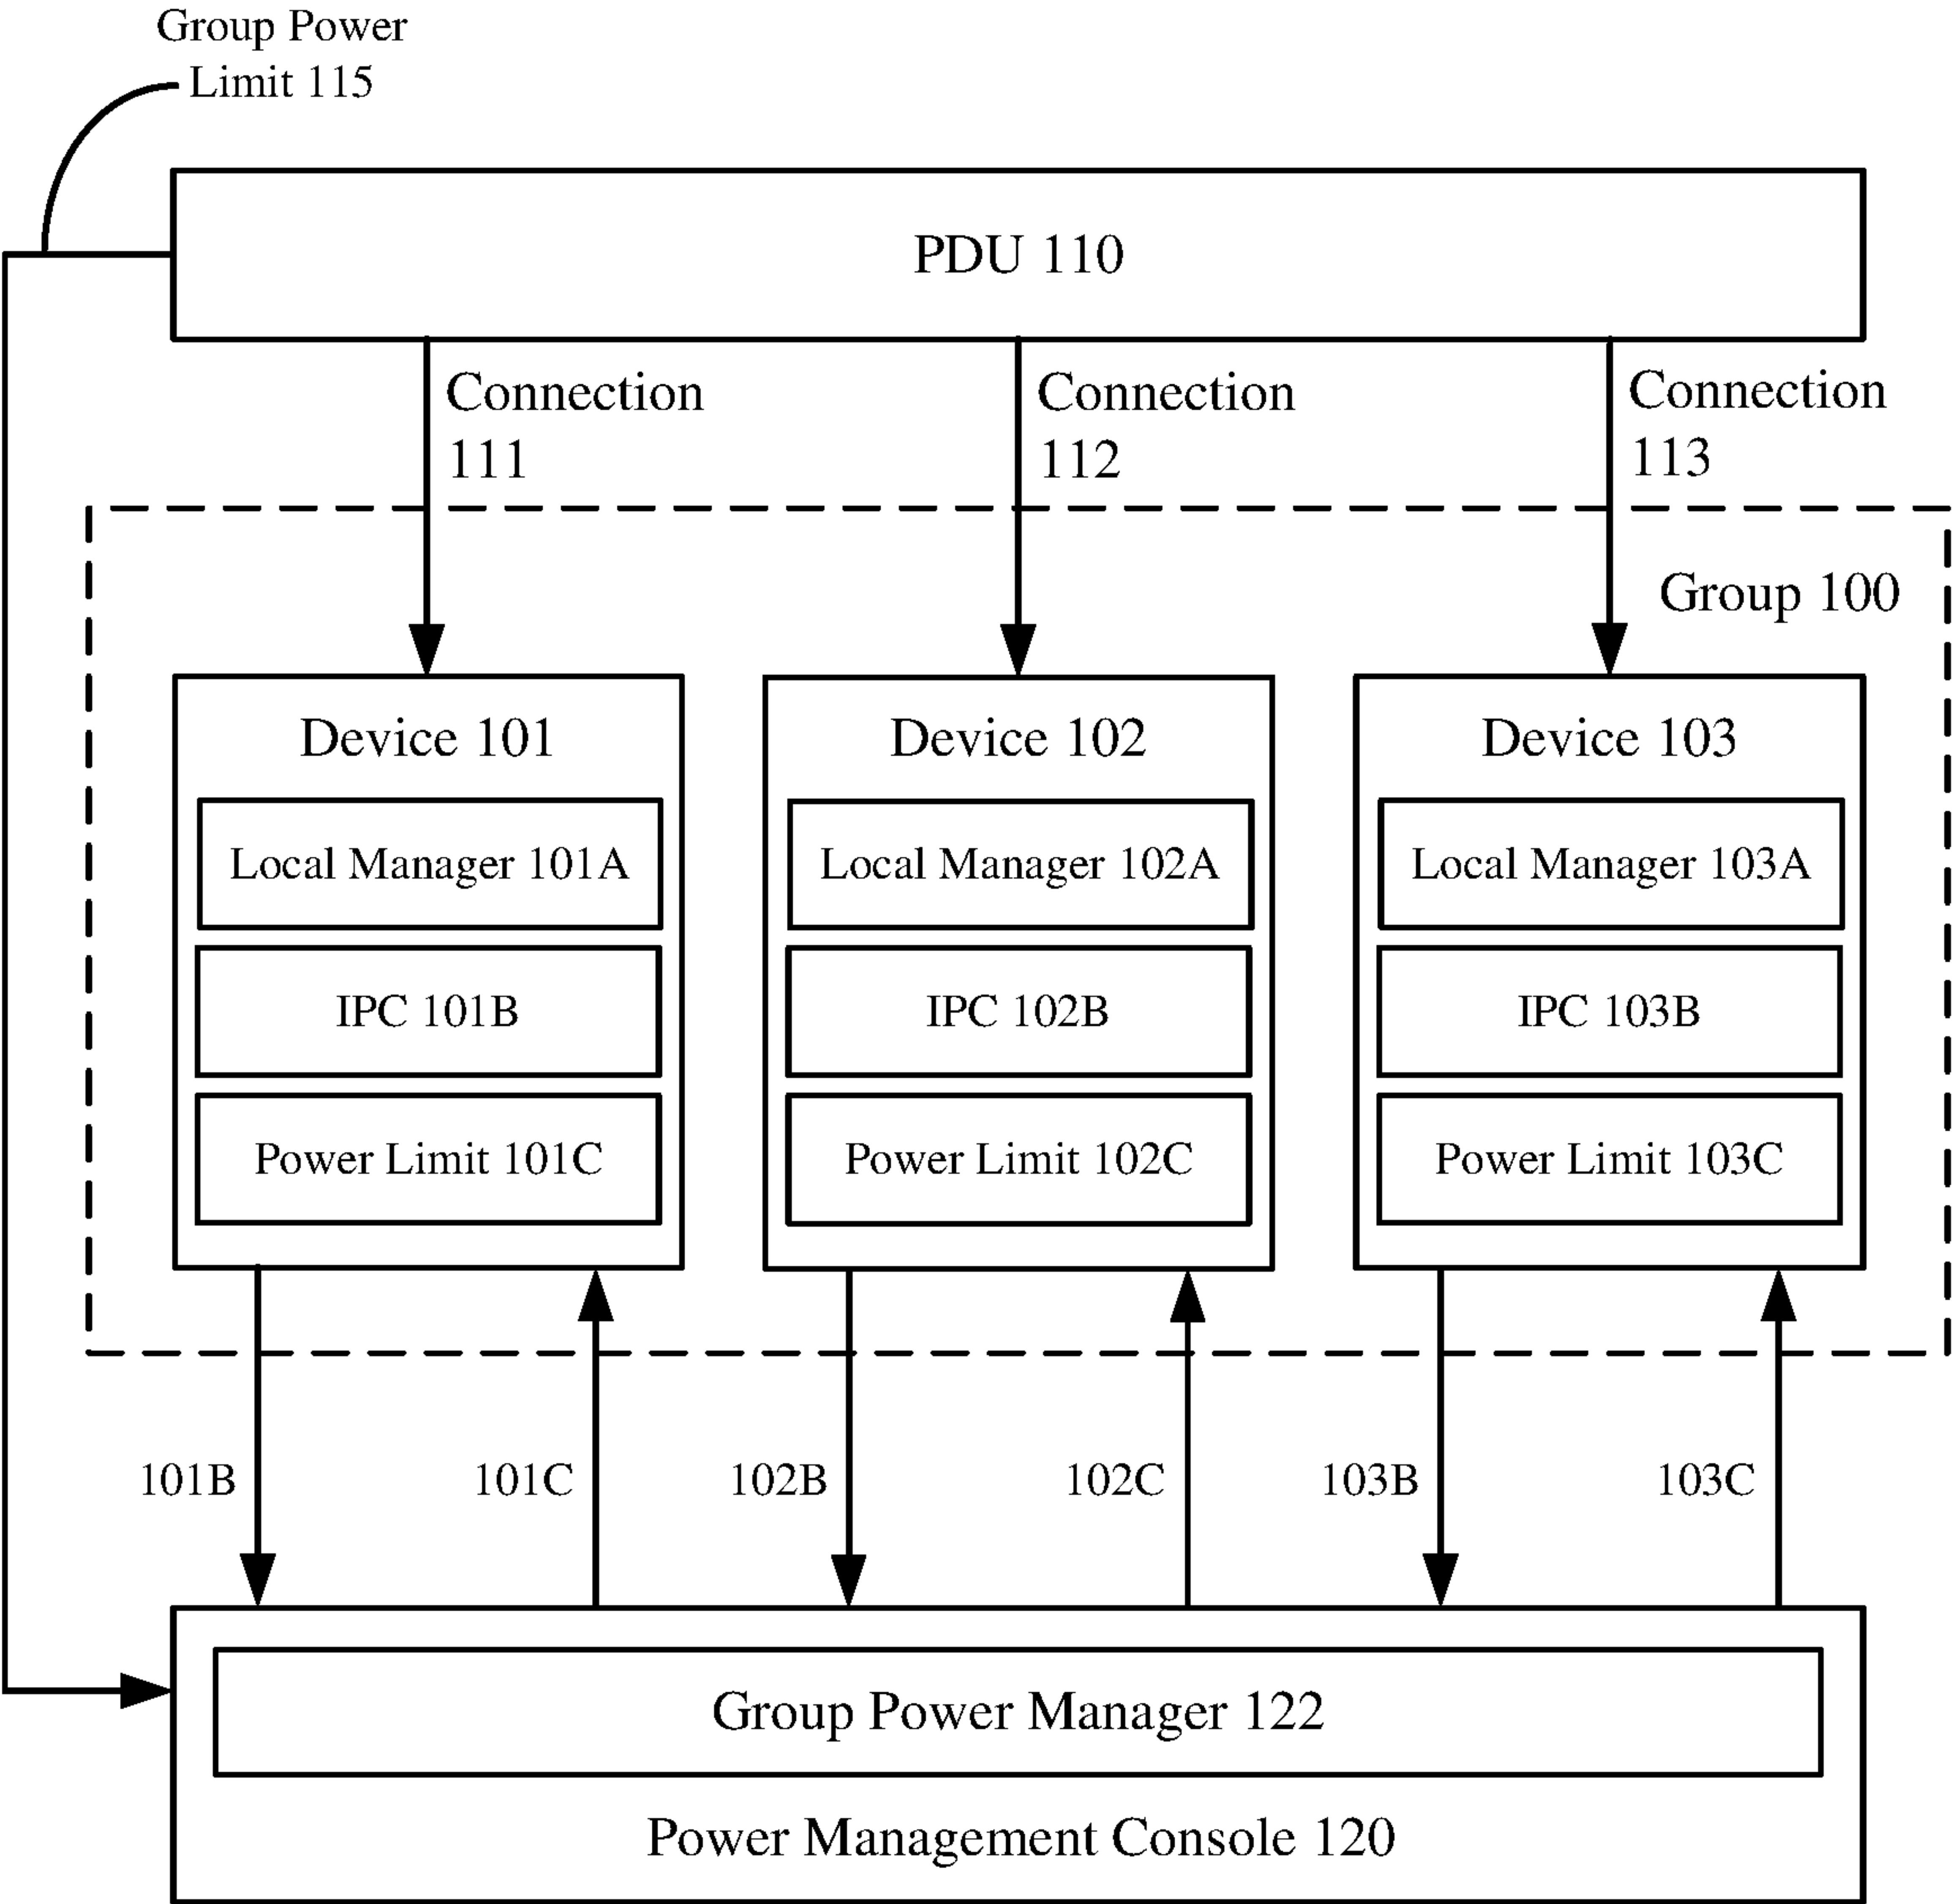 Group Power
Limit 115
PDU 110
Connection
111
Connection
112
Connection
113
Group 100
Device 101
Local Manager 101A
IPC 101B
Power Limit 101C
Device 102
Local Manager 102A
IPC 102B
Power Limit 102C
Device 103
Local Manager 103A
IPC 103B
Power Limit 103C
101B
101C
102B
102C
103B
103C
Group Power Manager 122
Power Management Console 120